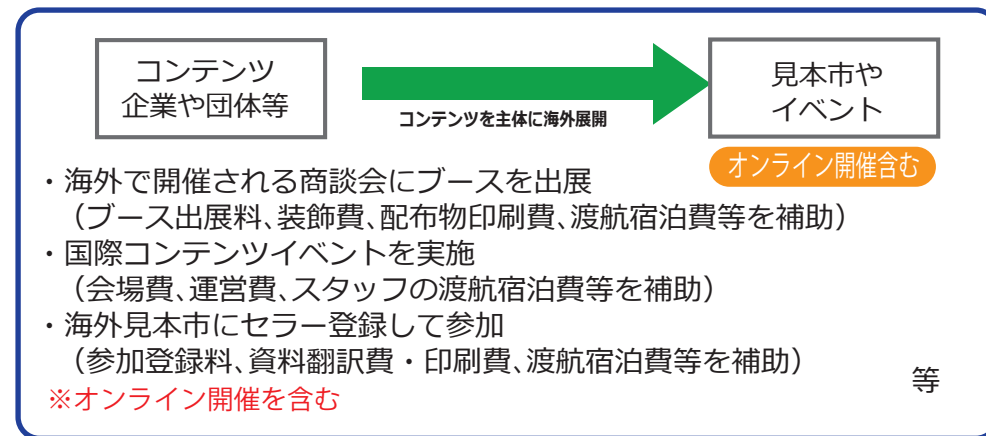 コンテンツ
企業や団体等
コンテンツを主体に海外展開
見本市や
イベント
オンライン開催含む
・海外で開催される商談会にブースを出展
（ブース出展料、装飾費、配布物印刷費、渡航宿泊費等を補助）
・国際コンテンツイベントを実施
（会場費、運営費、スタッフの渡航宿泊費等を補助）
・海外見本市にセラー登録して参加
（参加登録料、資料翻訳費・印刷費、渡航宿泊費等を補助）
等
※オンライン開催を含む